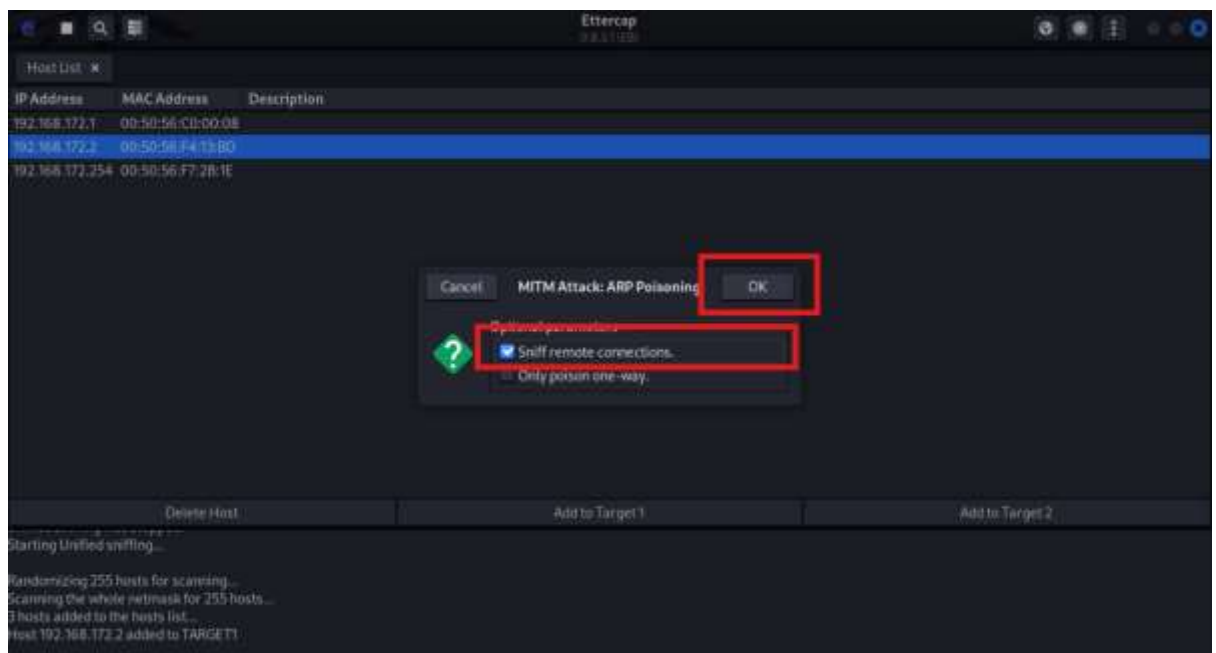 Ettercap
Host List ×
IP Address MAC Address Description
192.168.172.1 00:50:56:C0:00:08
192.168.172.2 00:50:56:F4:13:BD
192.168.172.254 00:50:56:F7:2B:1E
Cancel MITM Attack: ARP Poisoning OK
Optional parameters
Sniff remote connections.
Only poison one-way.
Delete Host Add to Target 1 Add to Target 2
Starting Unified sniffing...
Randomizing 255 hosts for scanning...
Scanning the whole netmask for 255 hosts...
3 hosts added to the hosts list...
Host 192.168.172.2 added to TARGET1